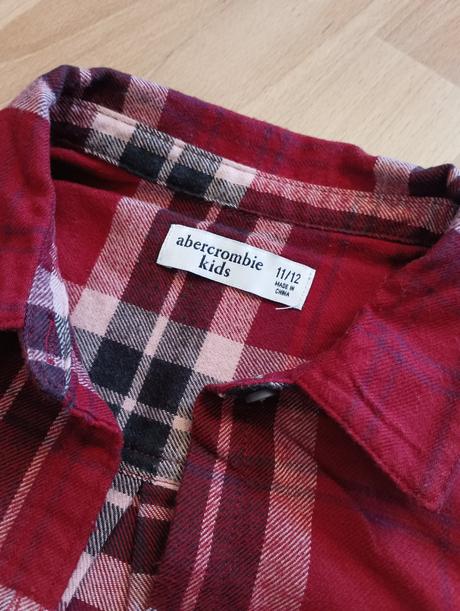 abercrombie
kids
11/12
MADE IN
CHINA